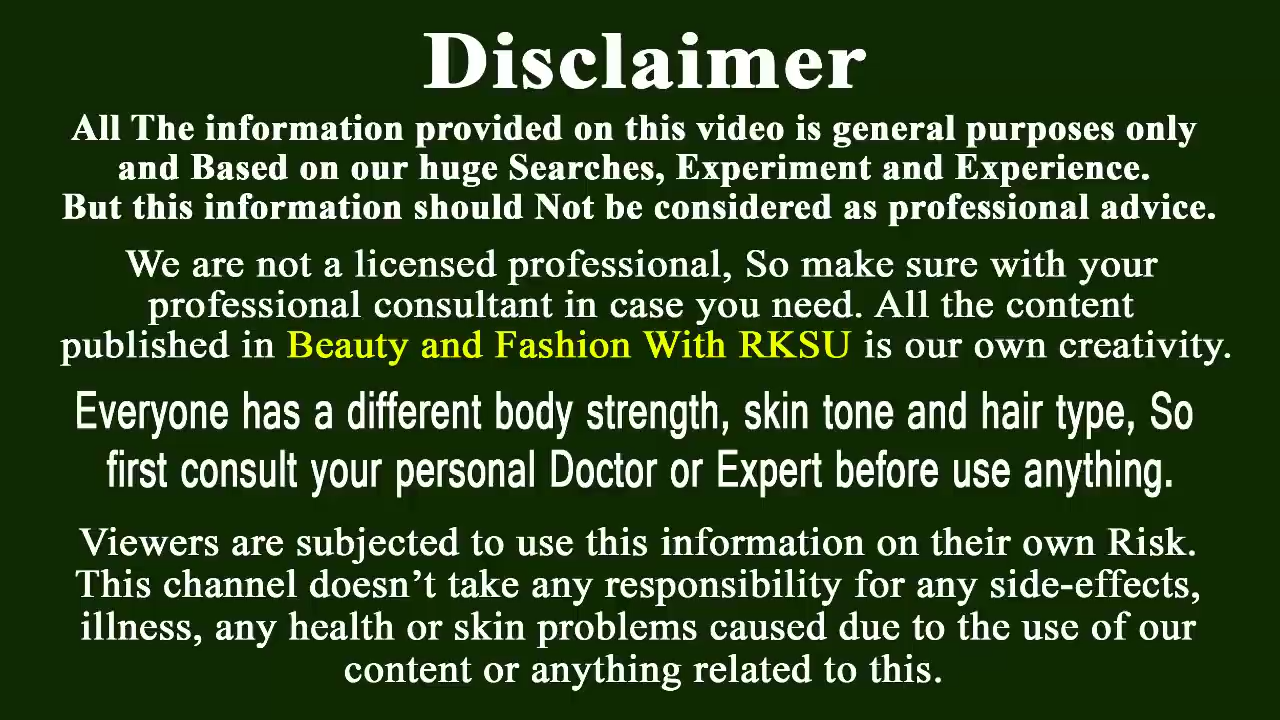 Disclaimer
All The information provided on this video is general purposes only
and Based on our huge Searches, Experiment and Experience.
But this information should Not be considered as professional advice.
We are not a licensed professional, So make sure with your
professional consultant in case you need. All the content
published in Beauty and Fashion With RKSU is our own creativity.
Everyone has a different body strength, skin tone and hair type, So
first consult your personal Doctor or Expert before use anything.
Viewers are subjected to use this information on their own Risk.
This channel doesn’t take any responsibility for any side-effects,
illness, any health or skin problems caused due to the use of our
content or anything related to this.